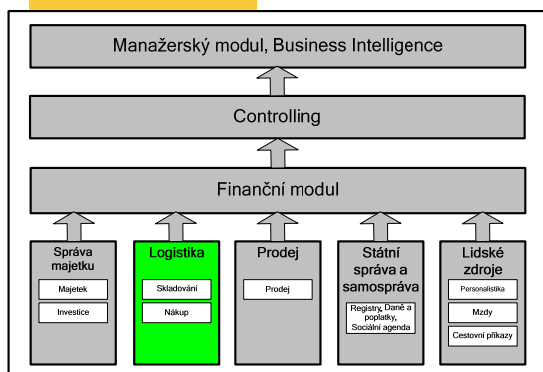 Manažerský modul, Business Intelligence
Controlling
Finanční modul
Správa
majetku
Majetek
Investice
Logistika
Skladování
Nákup
Prodej
Prodej
Státní
správa a
samospráva
Registry, Daně a
poplatky,
Sociální agenda
Lidské
zdroje
Personalistika
Mzdy
Cestovní příkazy